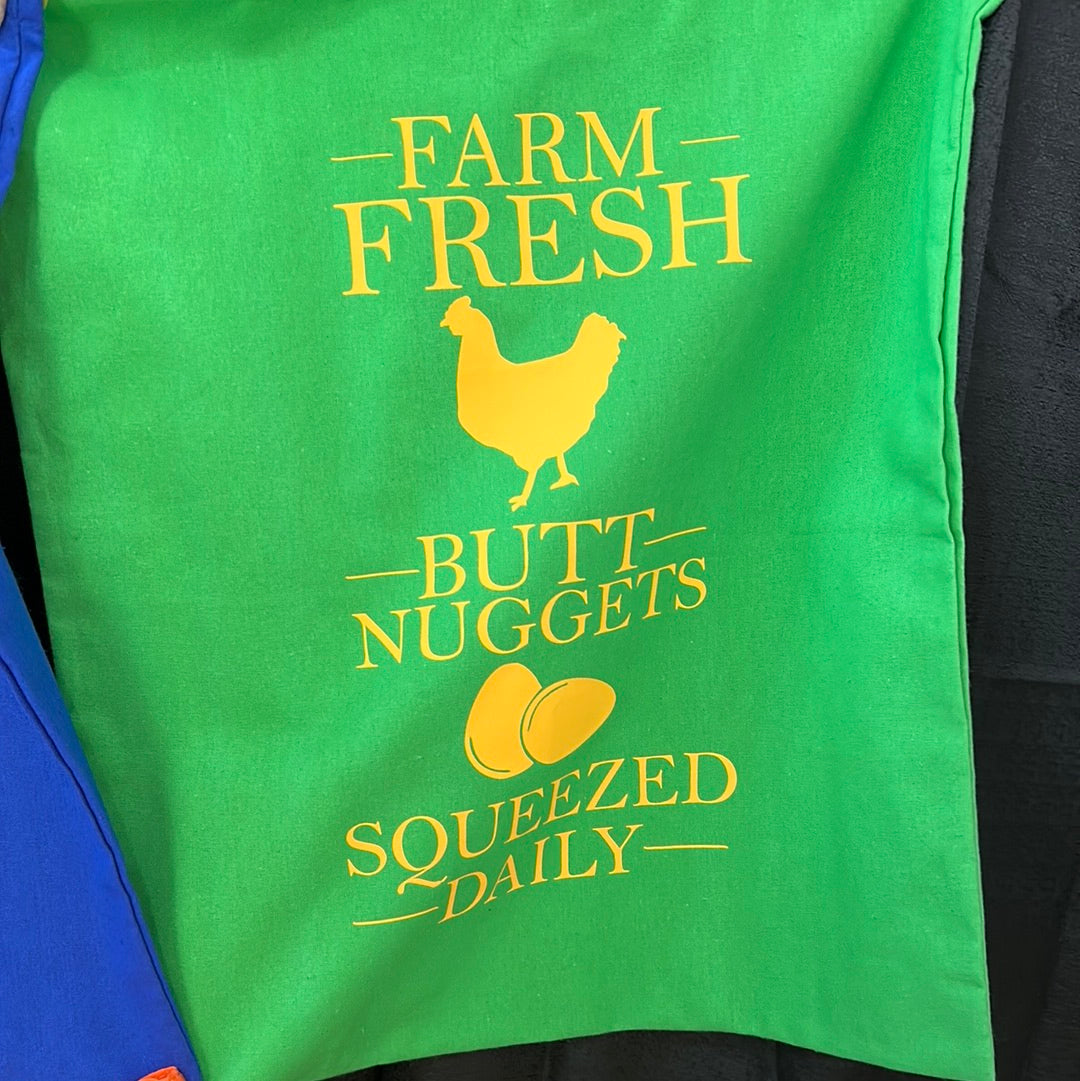 FARM
FRESH
BUTT
NUGGETS
SQUEEZED
DAILY